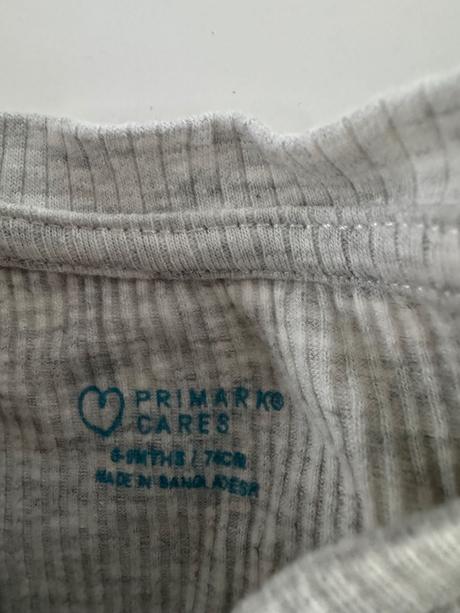 PRIMARK®
CARES
6-9MTHS / 74CM
MADE IN BANGLADESH